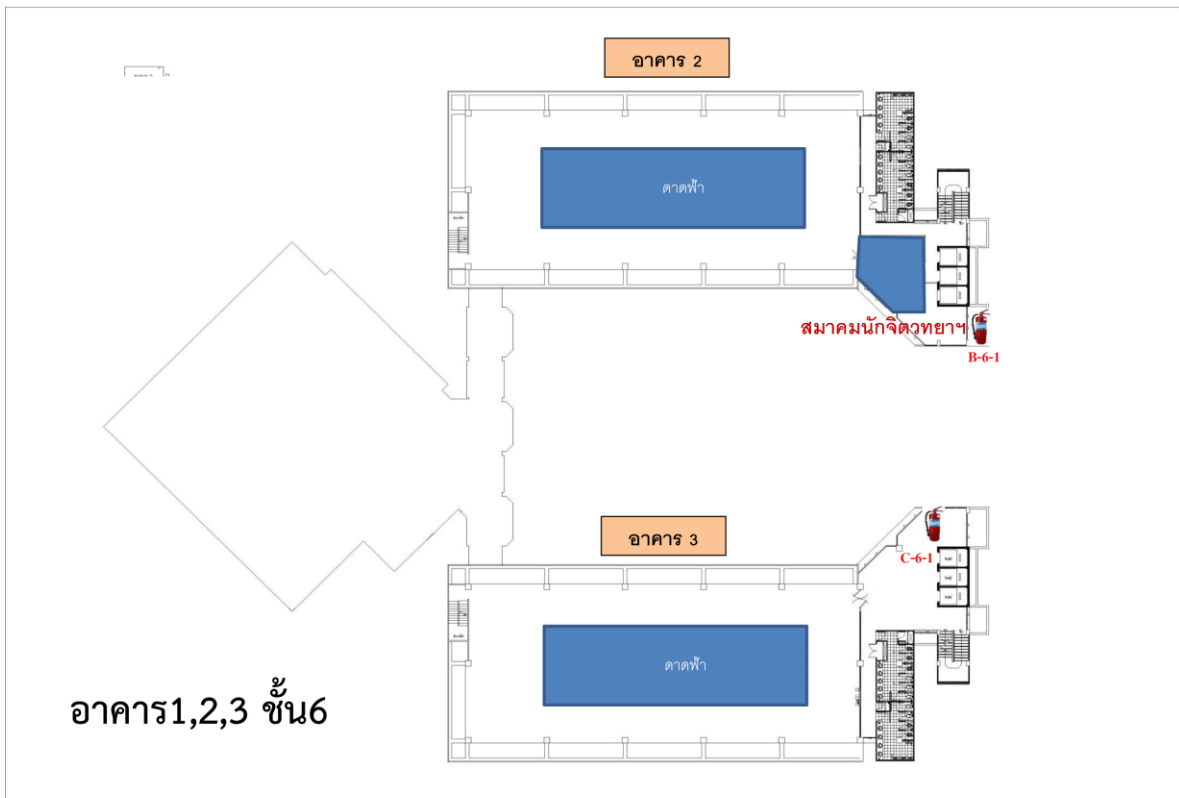 อาคาร 2
ดาดฟ้า
สมาคมนักจิตวทยาฯ
B-6-1
อาคาร 3
C-6-1
ดาดฟ้า
อาคาร1,2,3 ชั้น6